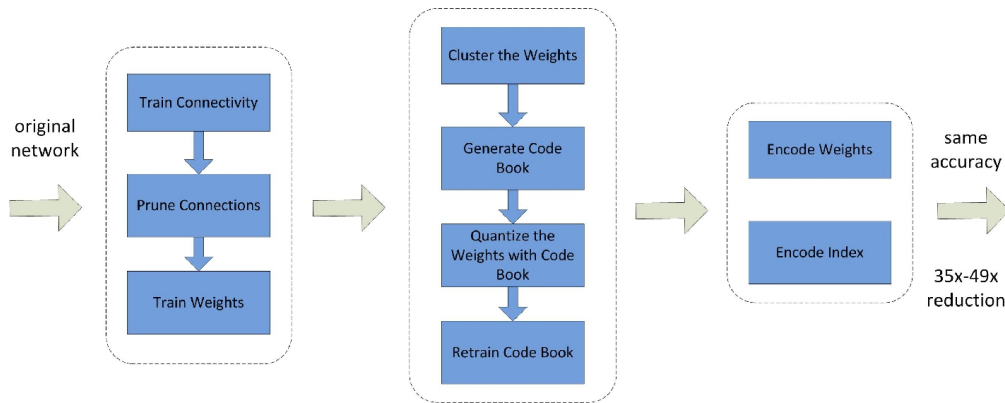 original
network
Train Connectivity
Prune Connections
Train Weights
Cluster the Weights
Generate Code
Book
Quantize the
Weights with Code
Book
Retrain Code Book
Encode Weights
Encode Index
same
accuracy
35x-49x
reduction